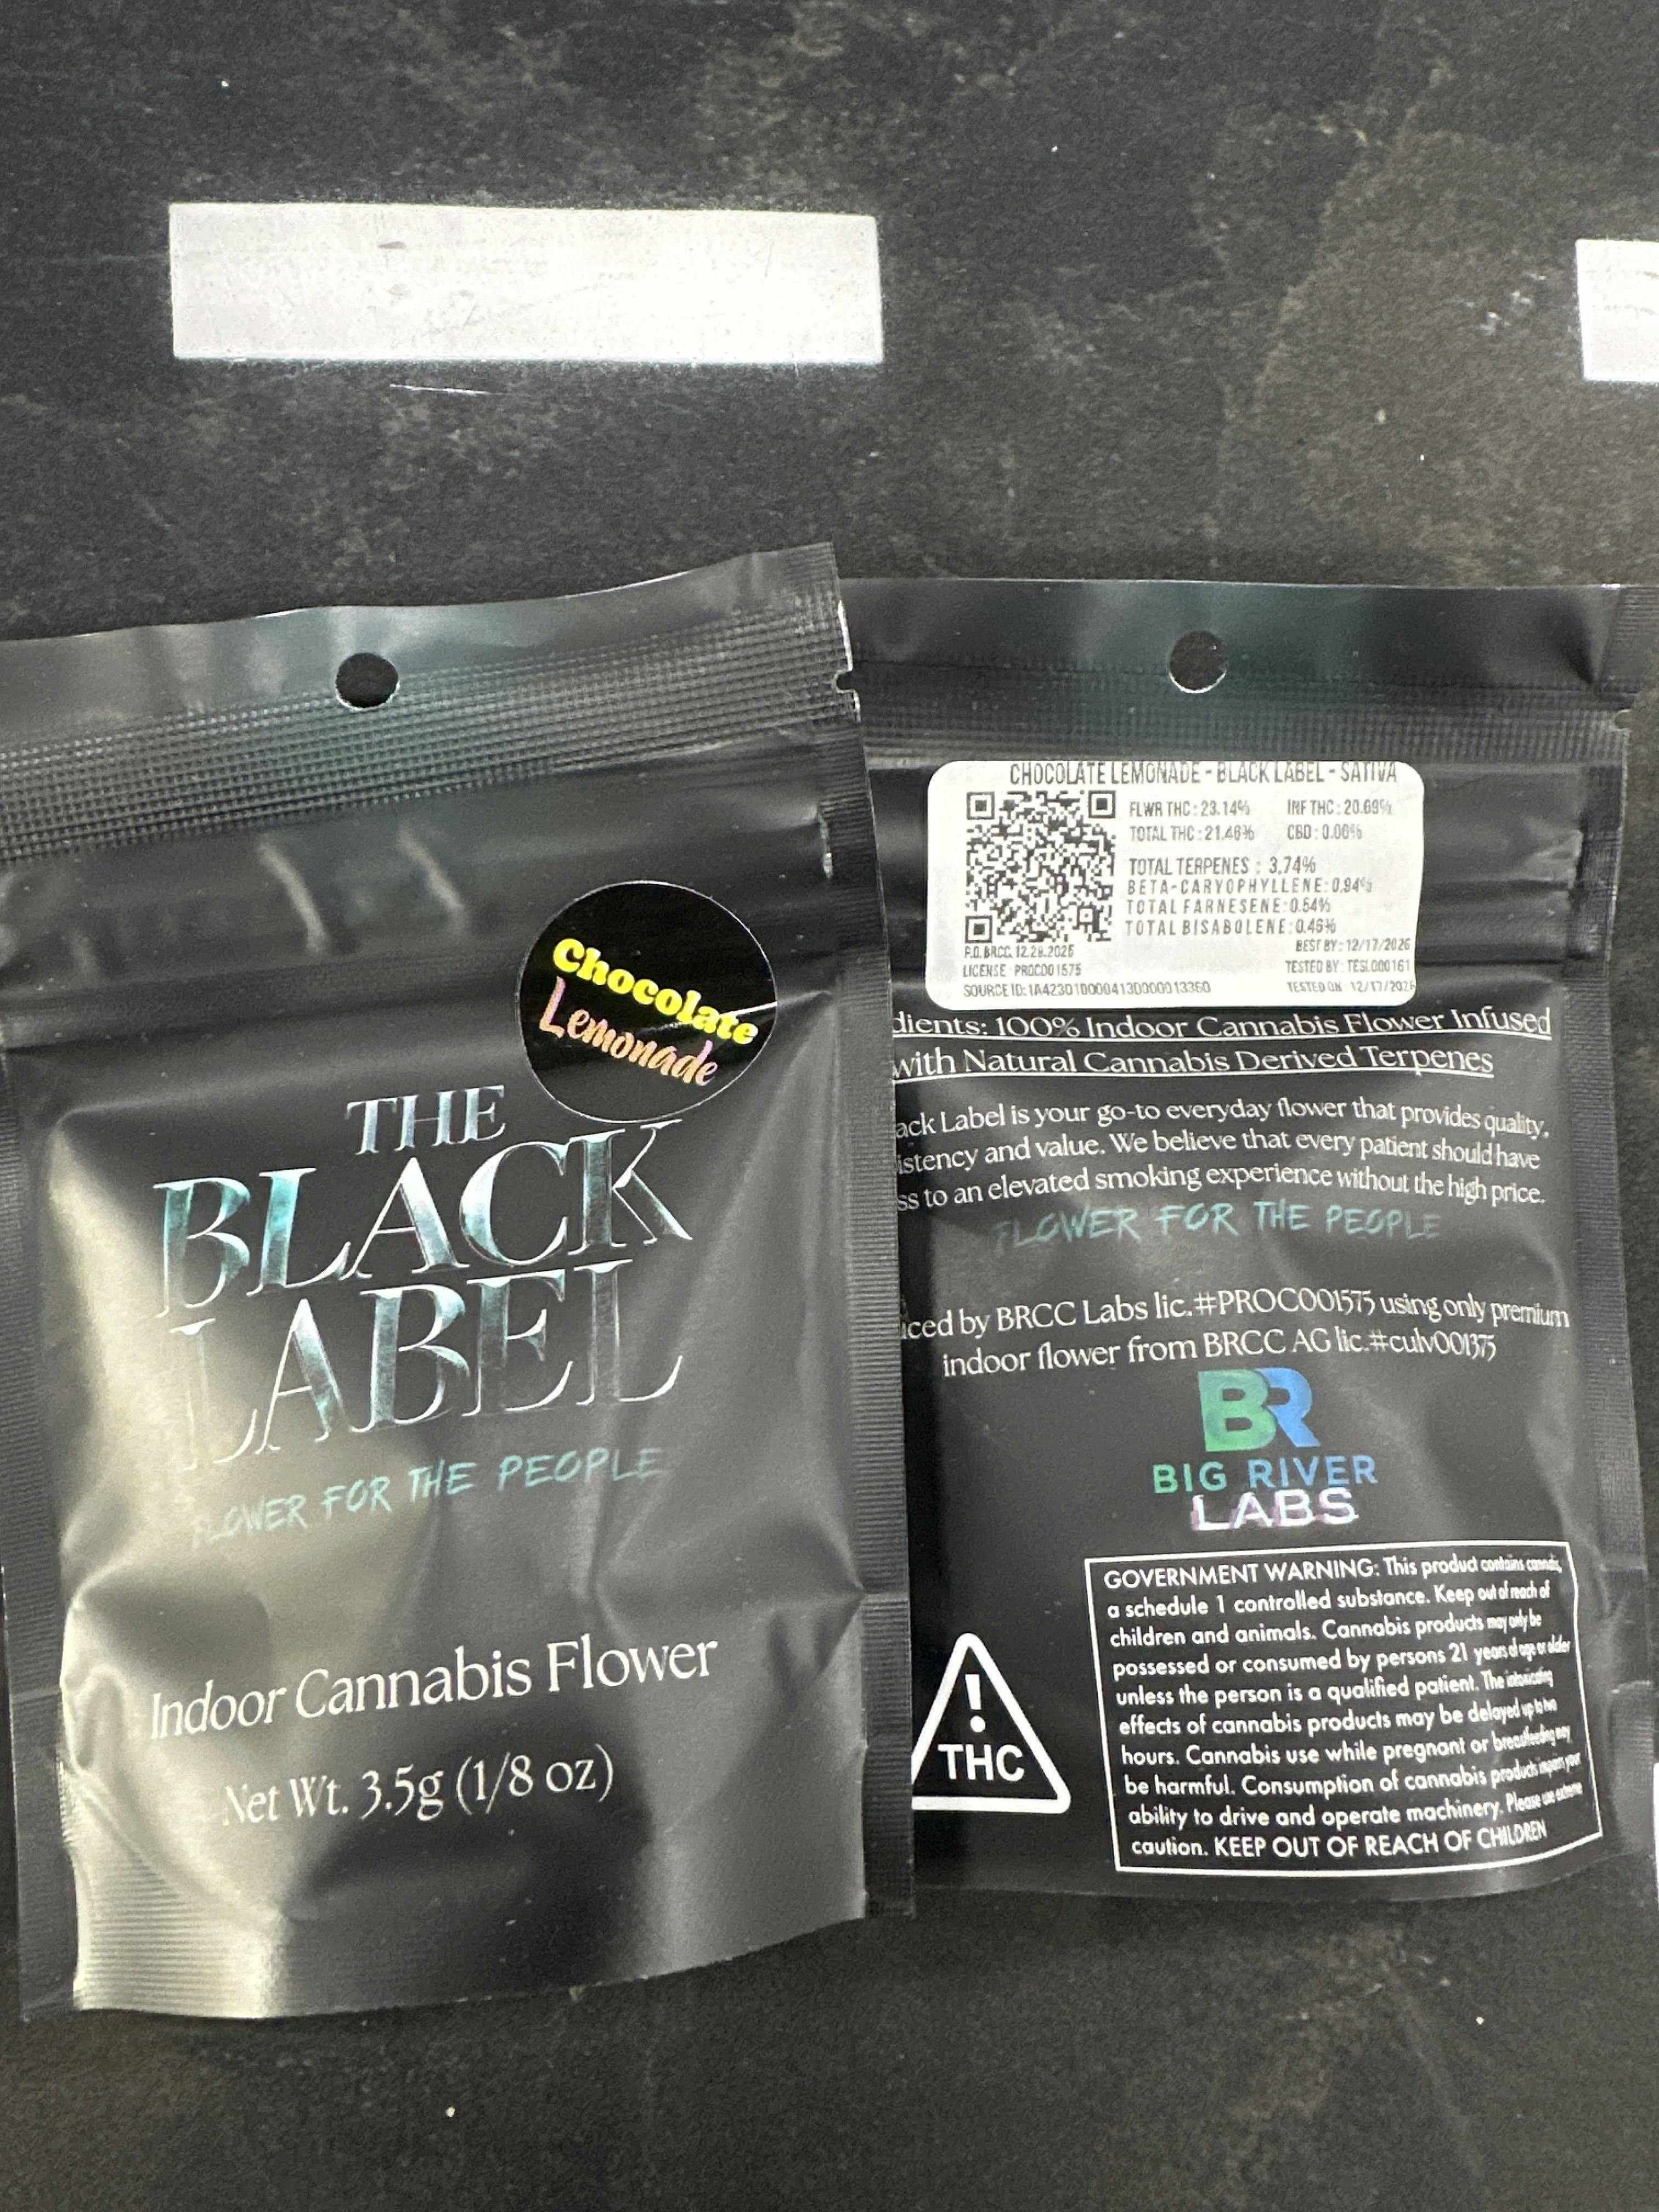 Chocolate
Lemonade
THE
BLACK
LABEL
FLOWER FOR THE PEOPLE
Indoor Cannabis Flower
Net Wt. 3.5g (1/8 oz)
CHOCOLATE LEMONADE - BLACK LABEL - SATIVA
FLWR THC: 23.14% INF THC: 20.69%
TOTAL THC: 21.46% CBD: 0.06%
TOTAL TERPENES : 3.74%
BETA-CARYOPHYLLENE: 0.94%
TOTAL FARNESENE: 0.54%
TOTAL BISABOLENE: 0.46%
P.D. BRCC. 12.29.2025 BEST BY: 12/17/2026
LICENSE: PROC001575 TESTED BY: TESL000161
SOURCE ID: 1A42301D000413D000013360 TESTED ON: 12/17/202
dients: 100% Indoor Cannabis Flower Infused
with Natural Cannabis Derived Terpenes
ack Label is your go-to everyday flower that provides quality,
istency and value. We believe that every patient should have
ss to an elevated smoking experience without the high price.
FLOWER FOR THE PEOPLE
iced by BRCC Labs lic.#PROC001575 using only premium
indoor flower from BRCC AG lic.#culv001375
BR
BIG RIVER
LABS
GOVERNMENT WARNING: This product contains cannabis,
a schedule 1 controlled substance. Keep out of reach of
children and animals. Cannabis products may only be
possessed or consumed by persons 21 years of age or older
unless the person is a qualified patient. The intoxicating
effects of cannabis products may be delayed up to two
hours. Cannabis use while pregnant or breastfeeding may
be harmful. Consumption of cannabis products impairs your
ability to drive and operate machinery. Please use extreme
caution. KEEP OUT OF REACH OF CHILDREN
!
THC